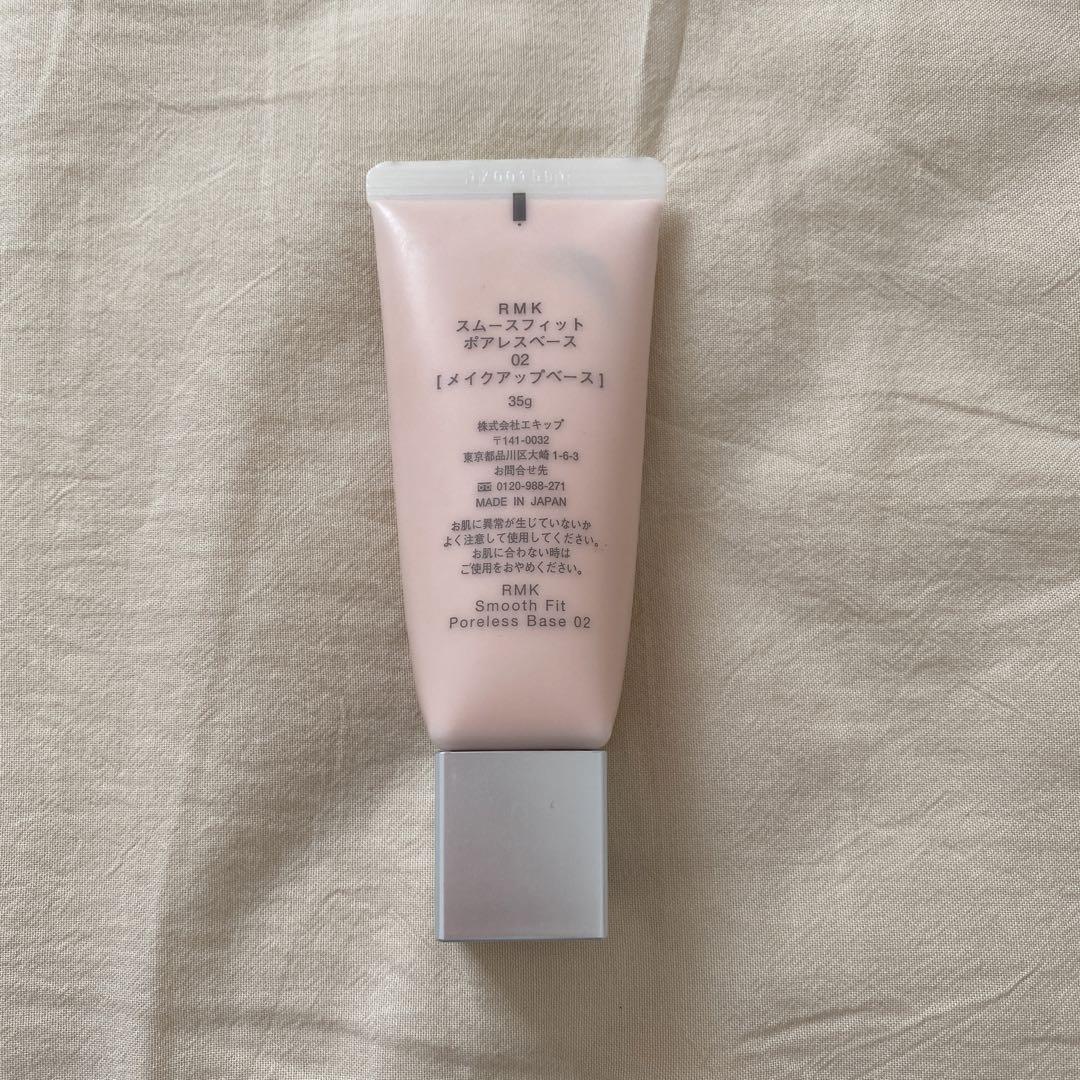 RMK
スムースフィット
ポアレスベース
02
[メイクアップベース]
35g
株式会社エキップ
〒141-0032
東京都品川区大崎1-6-3
お問合せ先
0120-988-271
MADE IN JAPAN
お肌に異常が生じていないか
よく注意して使用してください。
お肌に合わない時は
ご使用をおやめください。
RMK
Smooth Fit
Poreless Base 02